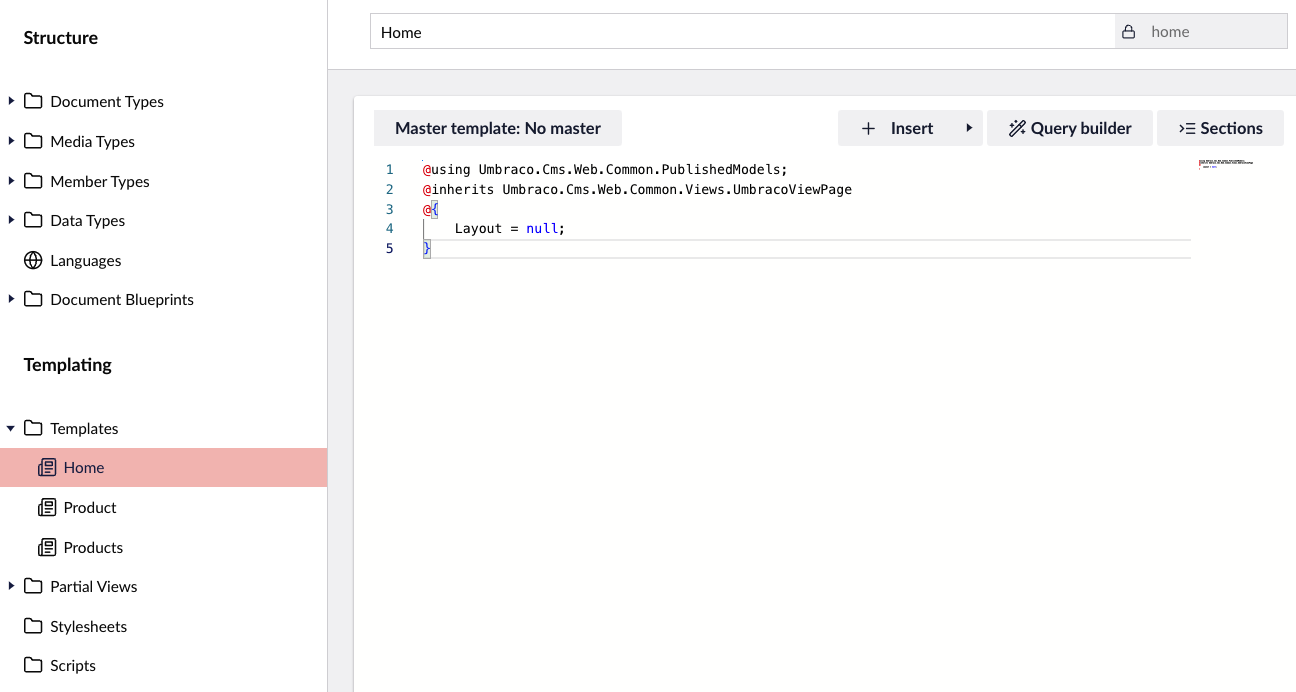 Structure
Document Types
Media Types
Member Types
Data Types
Languages
Document Blueprints
Templating
Templates
Home
Product
Products
Partial Views
Stylesheets
Scripts
Home home
Master template: No master Insert Query builder Sections
1 @using Umbraco.Cms.Web.Common.PublishedModels;
2 @inherits Umbraco.Cms.Web.Common.Views.UmbracoViewPage
3 @{
4 Layout = null;
5 }